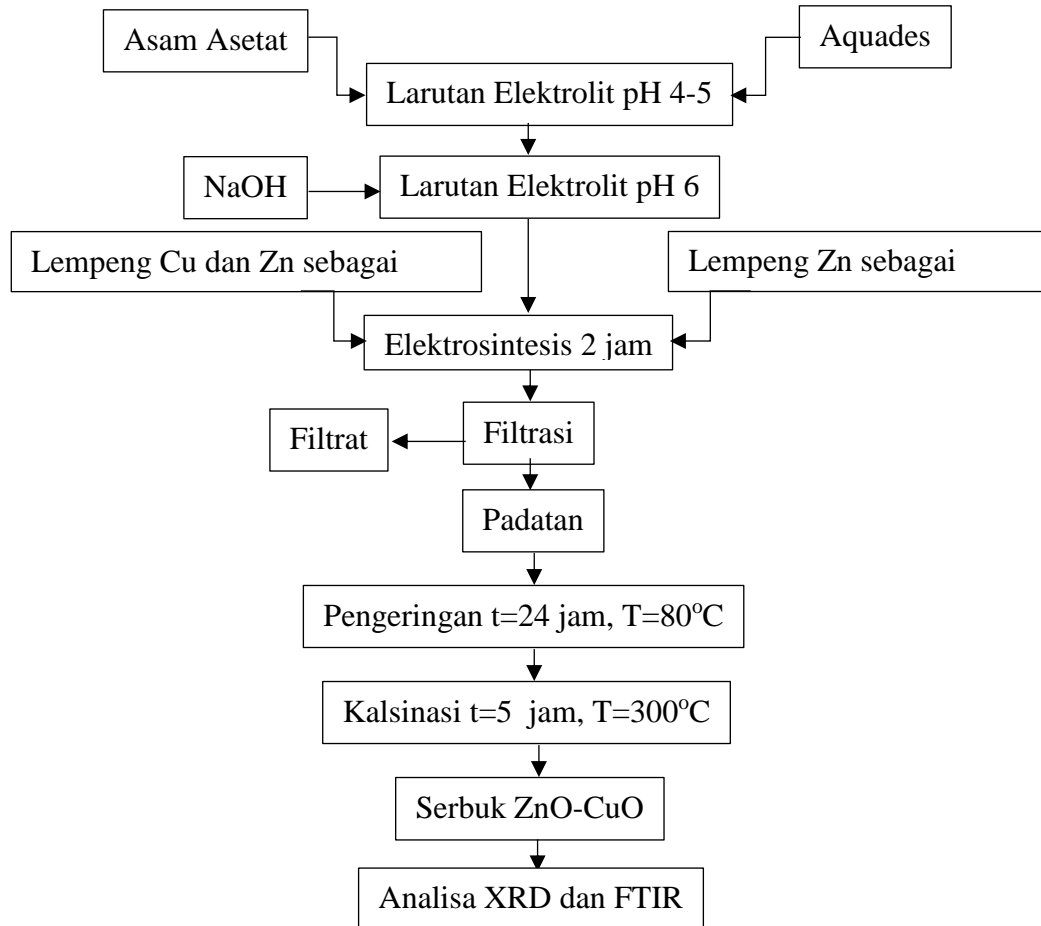 Asam Asetat
Aquades
Larutan Elektrolit pH 4-5
NaOH
Larutan Elektrolit pH 6
Lempeng Cu dan Zn sebagai
Lempeng Zn sebagai
Elektrosintesis 2 jam
Filtrat
Filtrasi
Padatan
Pengeringan t=24 jam, T=80°C
Kalsinasi t=5 jam, T=300°C
Serbuk ZnO-CuO
Analisa XRD dan FTIR